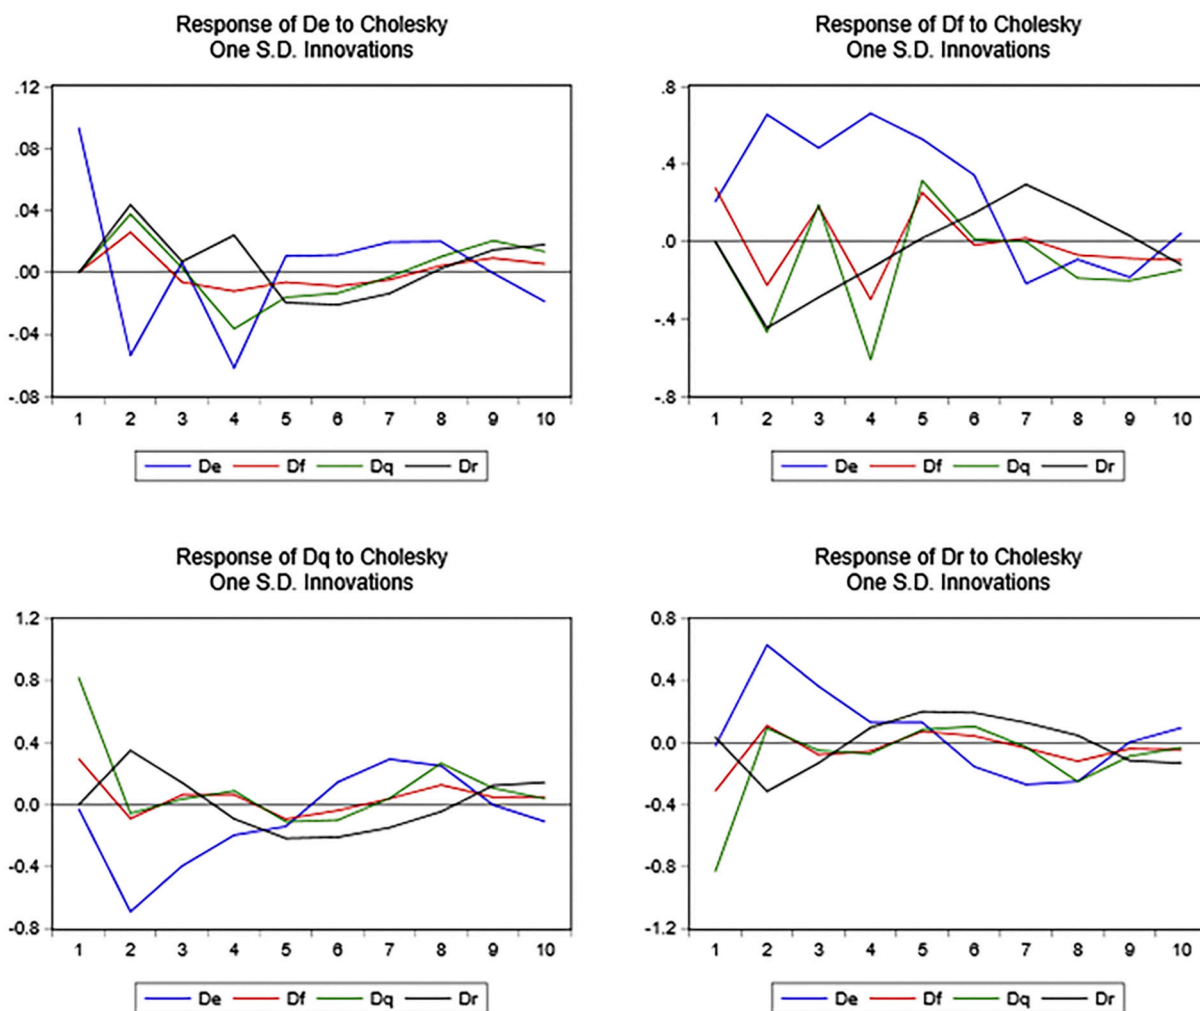 Response of De to Cholesky
One S.D. Innovations
.12
.08
.04
.00
-.04
-.08
1 2 3 4 5 6 7 8 9 10
De Df Dq Dr
Response of Df to Cholesky
One S.D. Innovations
.8
.4
.0
-.4
-.8
1 2 3 4 5 6 7 8 9 10
De Df Dq Dr
Response of Dq to Cholesky
One S.D. Innovations
1.2
0.8
0.4
0.0
-0.4
-0.8
1 2 3 4 5 6 7 8 9 10
De Df Dq Dr
Response of Dr to Cholesky
One S.D. Innovations
0.8
0.4
0.0
-0.4
-0.8
-1.2
1 2 3 4 5 6 7 8 9 10
De Df Dq Dr